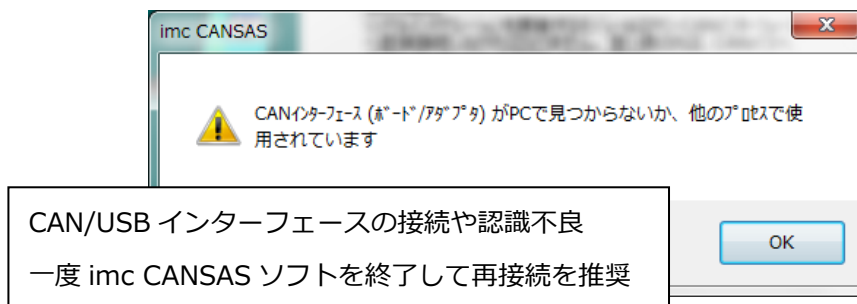 imc CANSAS
CANｲﾝﾀｰﾌｪｰｽ (ﾎﾞｰﾄﾞ/ｱﾀﾞﾌﾟﾀ) がPCで見つからないか、他のﾌﾟﾛｾｽで使
用されています
CAN/USB インターフェースの接続や認識不良
一度 imc CANSAS ソフトを終了して再接続を推奨
OK